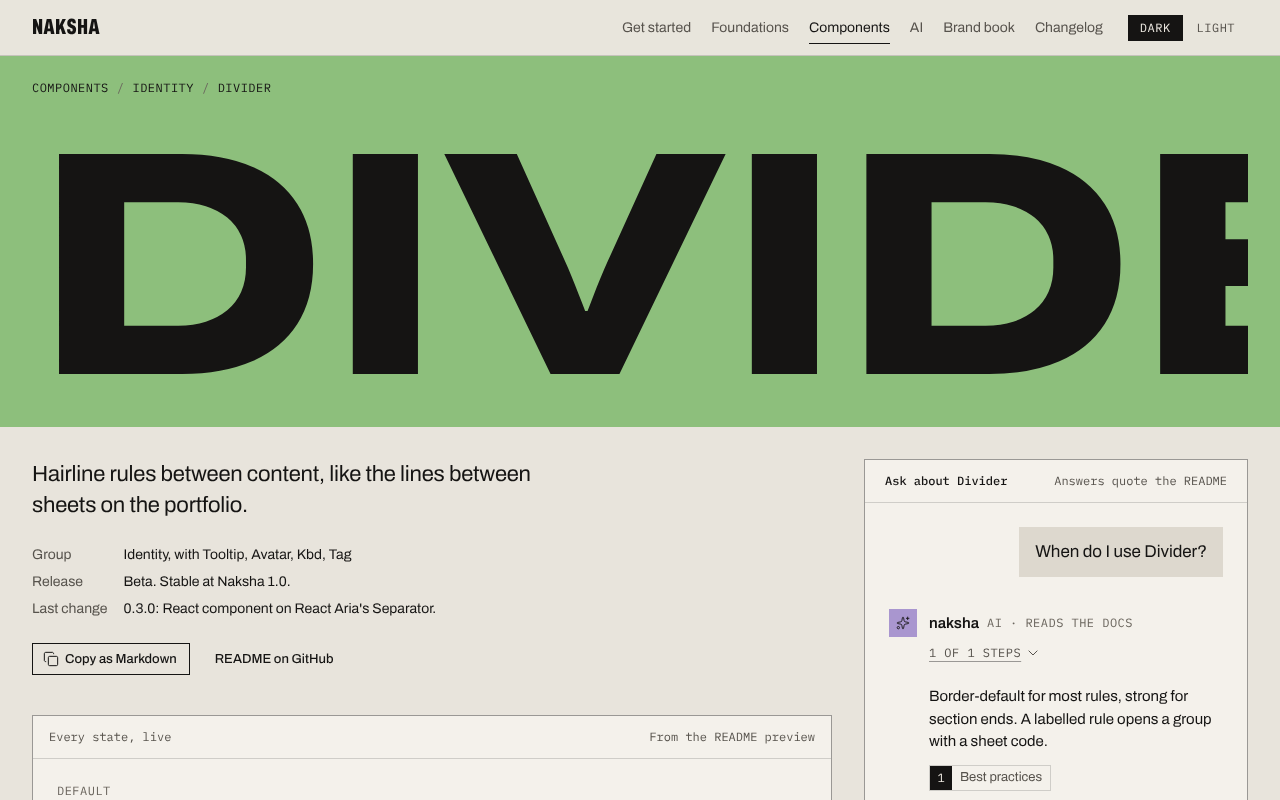 NAKSHA
Get started
Foundations
Components
AI
Brand book
Changelog
DARK
LIGHT
COMPONENTS / IDENTITY / DIVIDER
DIVIDE
Hairline rules between content, like the lines between
sheets on the portfolio.
Group Identity, with Tooltip, Avatar, Kbd, Tag
Release Beta. Stable at Naksha 1.0.
Last change 0.3.0: React component on React Aria's Separator.
Copy as Markdown
README on GitHub
Every state, live
From the README preview
DEFAULT
Ask about Divider
Answers quote the README
When do I use Divider?
naksha AI · READS THE DOCS
1 OF 1 STEPS
Border-default for most rules, strong for
section ends. A labelled rule opens a group
with a sheet code.
1 Best practices